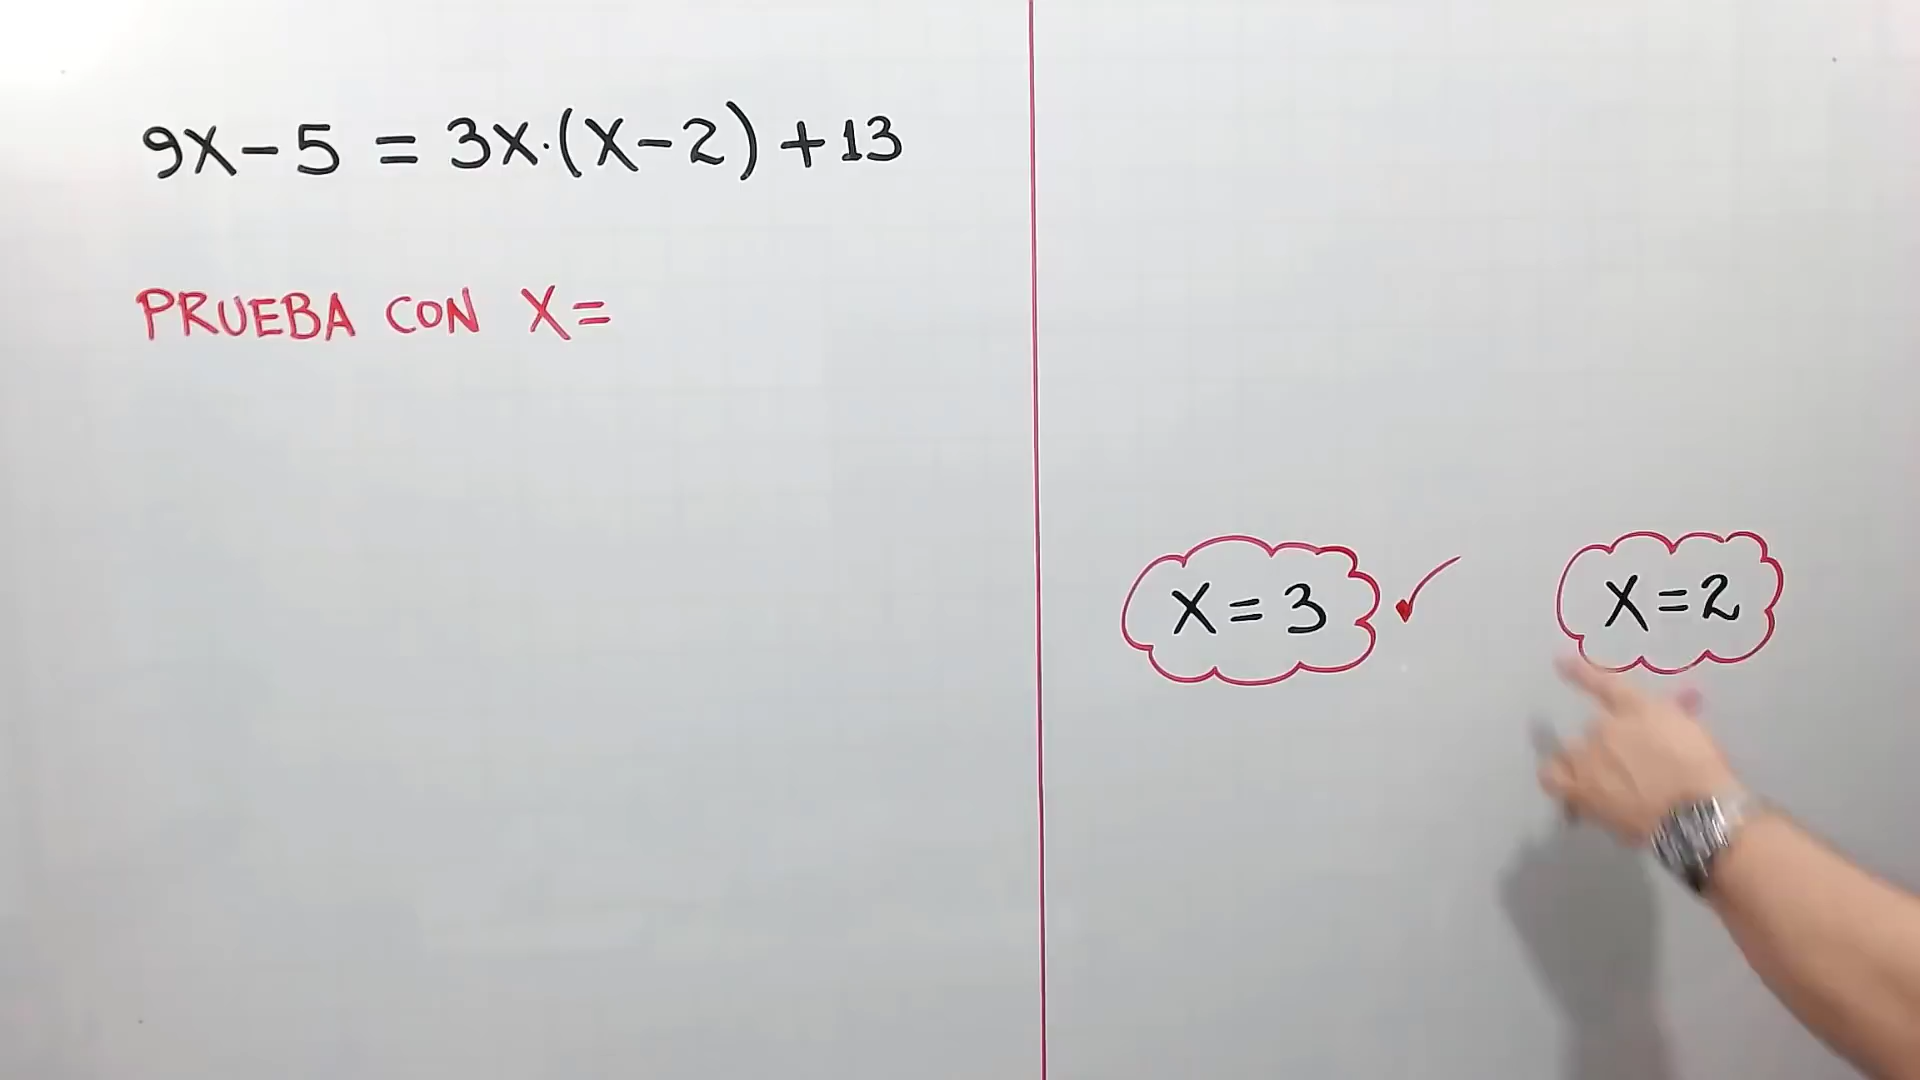 9x-5 = 3x·(x-2)+13
PRUEBA CON X=
X=3 ✓
X=2